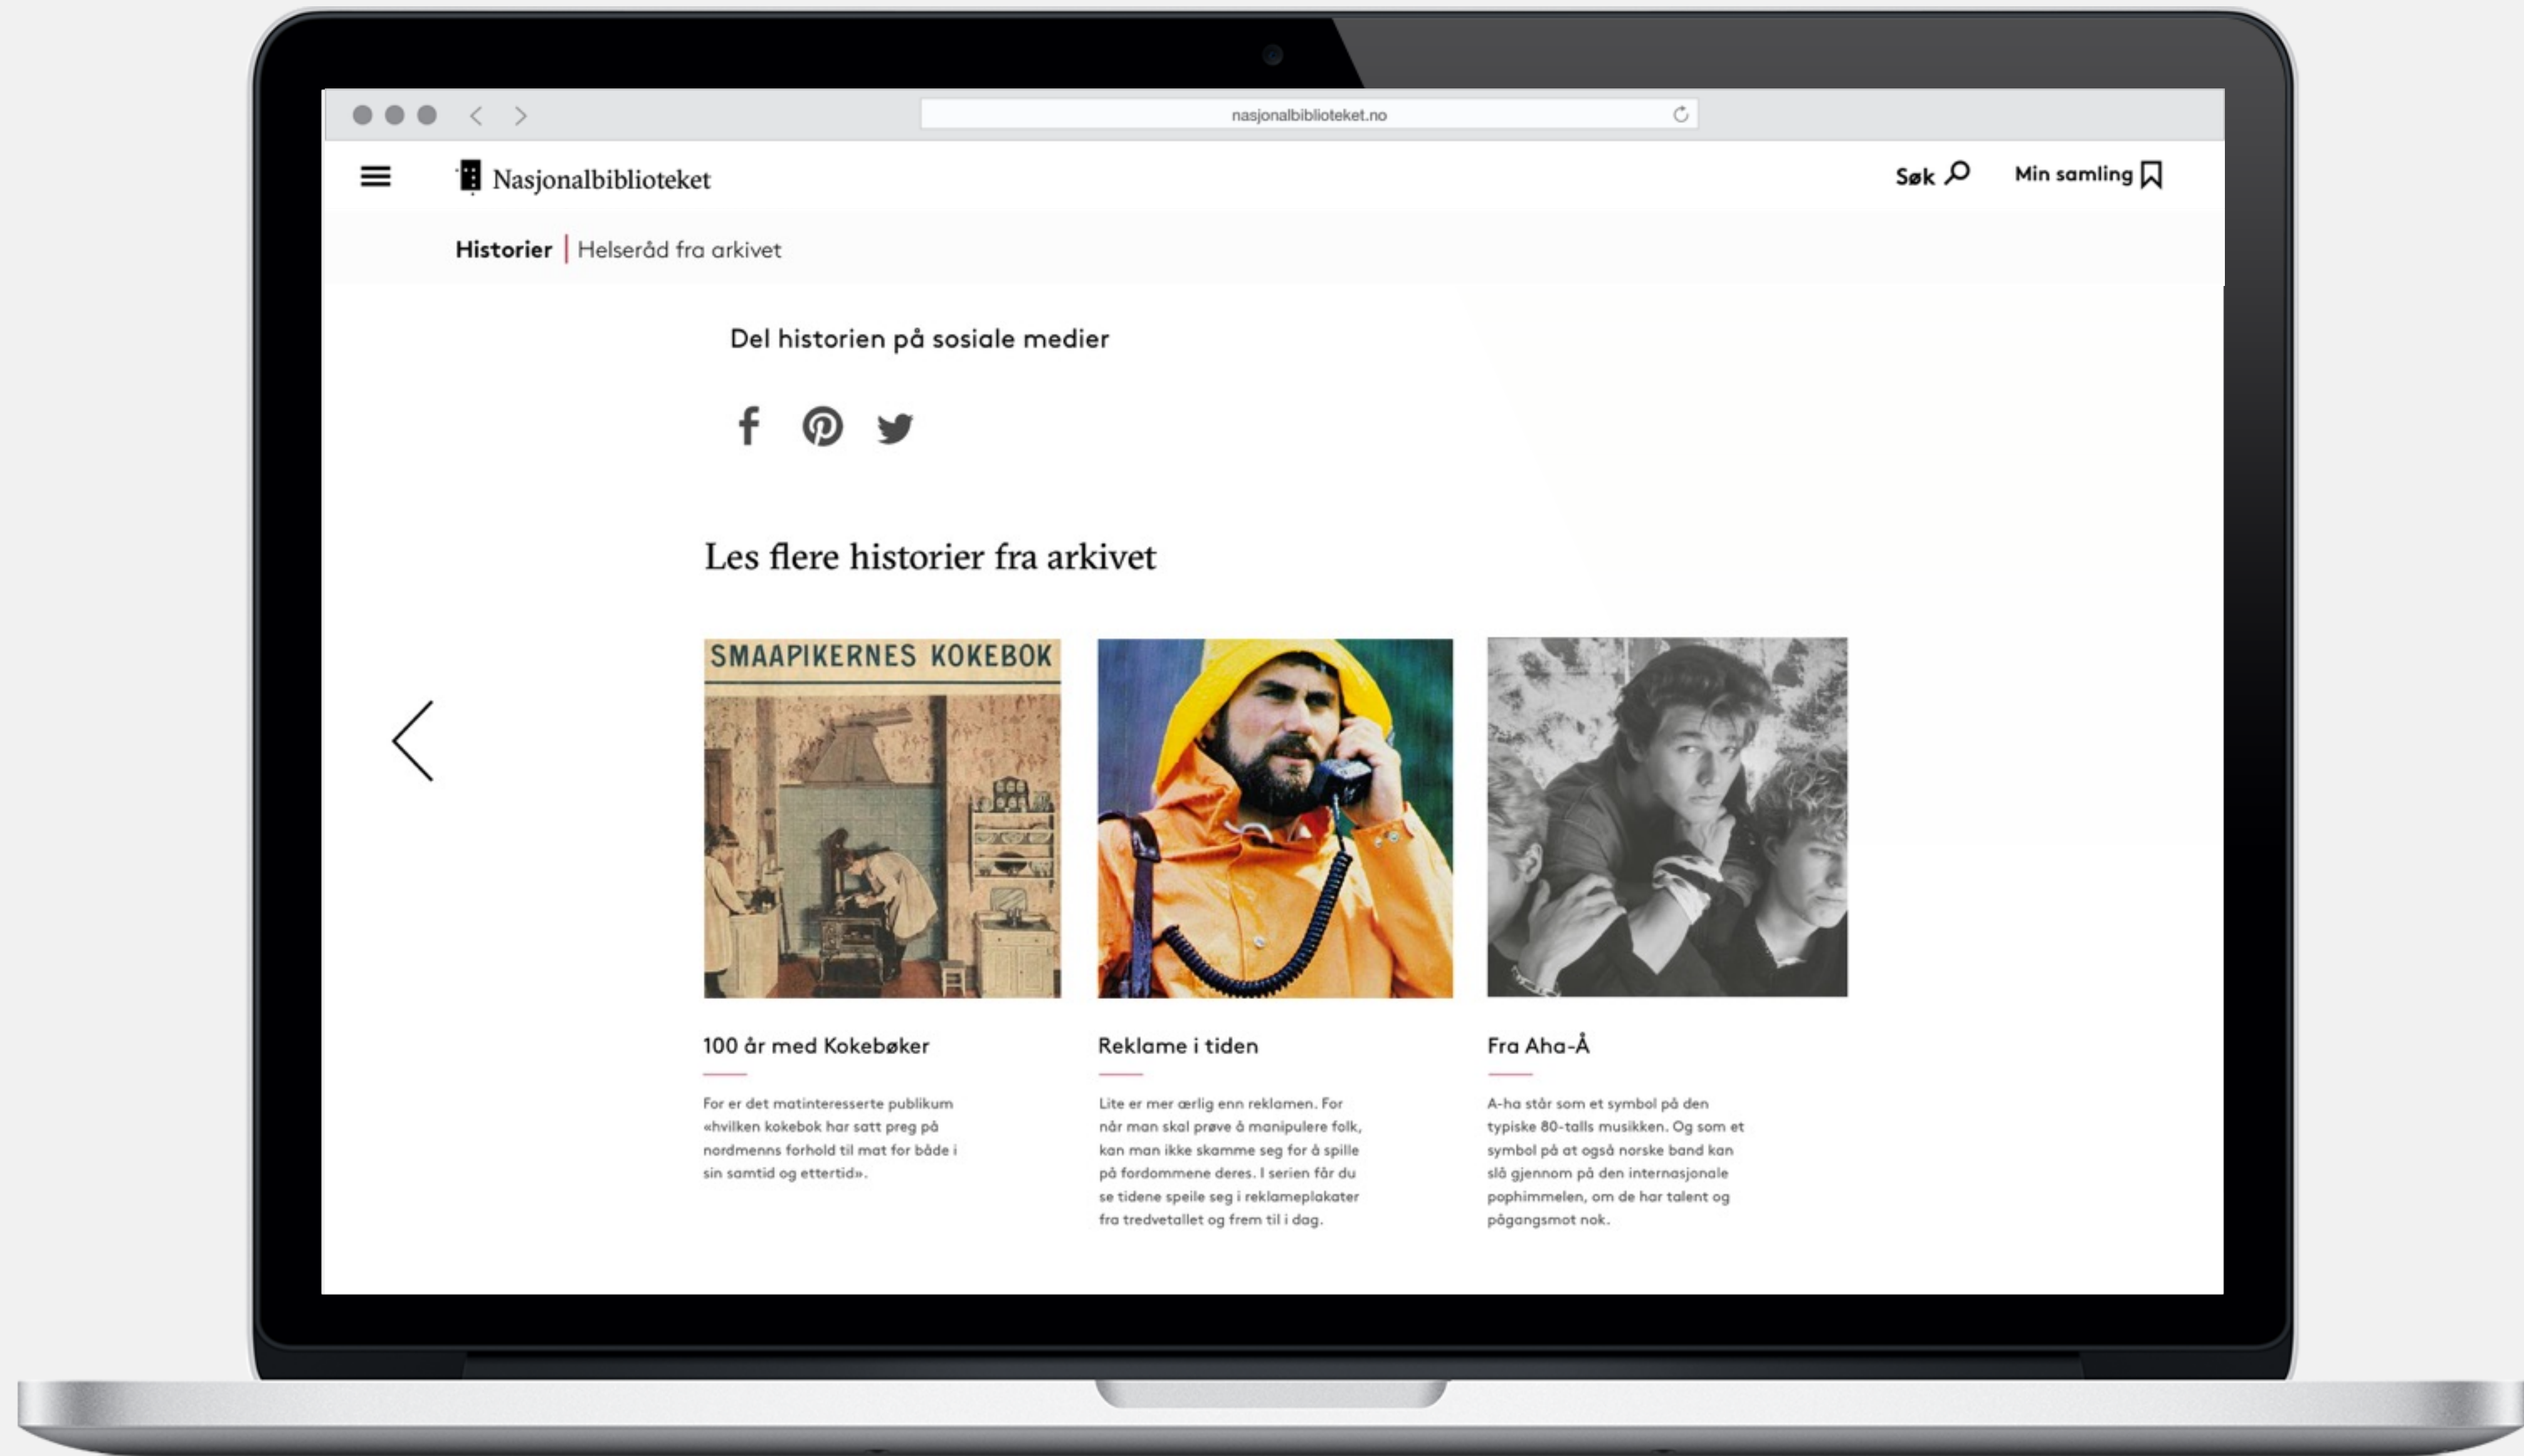 nasjonalbiblioteket.no
Nasjonalbiblioteket
Søk
Min samling
Historier | Helseråd fra arkivet
Del historien på sosiale medier
Les flere historier fra arkivet
SMAAPIKERNES KOKEBOK
100 år med Kokebøker
For er det matinteresserte publikum
«hvilken kokebok har satt preg på
nordmenns forhold til mat for både i
sin samtid og ettertid».
Reklame i tiden
Lite er mer ærlig enn reklamen. For
når man skal prøve å manipulere folk,
kan man ikke skamme seg for å spille
på fordommene deres. I serien får du
se tidene speile seg i reklameplakater
fra tredvetallet og frem til i dag.
Fra Aha-Å
A-ha står som et symbol på den
typiske 80-talls musikken. Og som et
symbol på at også norske band kan
slå gjennom på den internasjonale
pophimmelen, om de har talent og
pågangsmot nok.